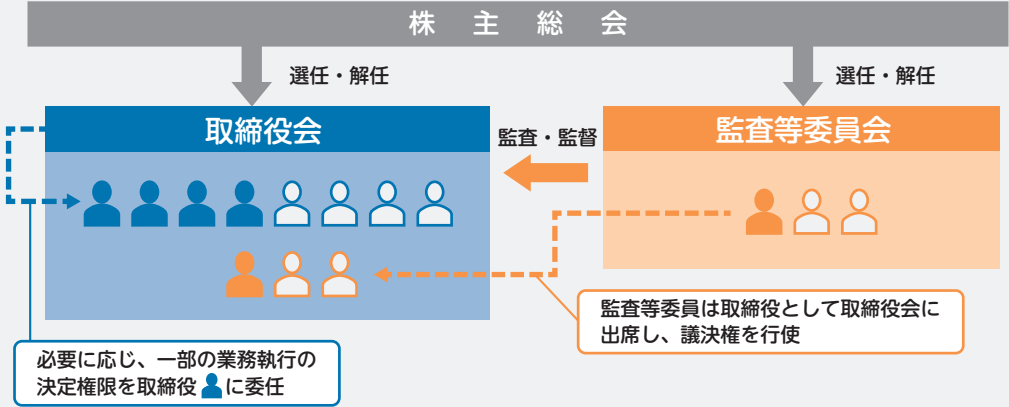 株主総会
選任・解任
選任・解任
取締役会
監査・監督
監査等委員会
監査等委員は取締役として取締役会に
出席し、議決権を行使
必要に応じ、一部の業務執行の
決定権限を取締役に委任